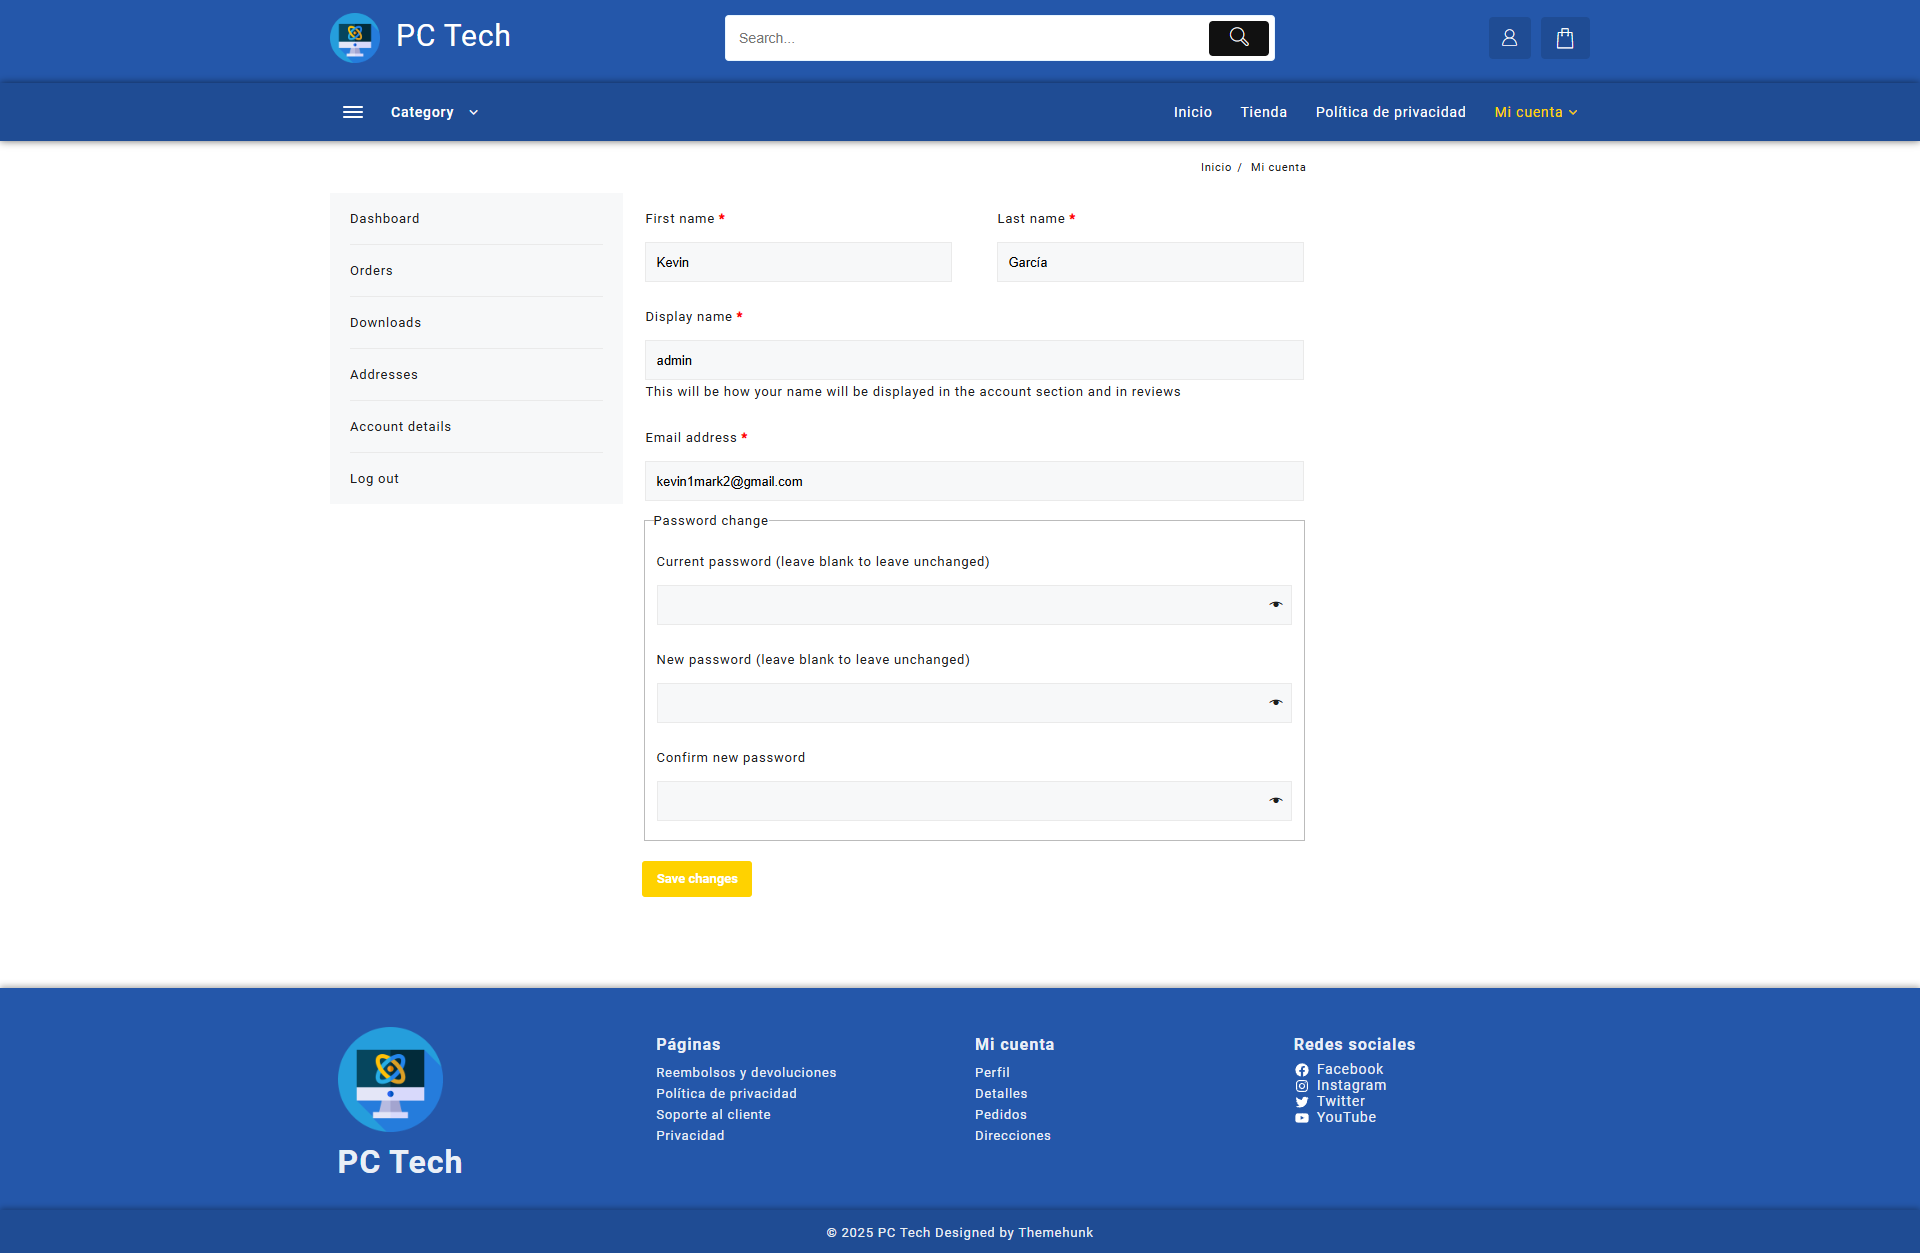 PC Tech
Search...
Category
Inicio Tienda Política de privacidad Mi cuenta
Inicio / Mi cuenta
Dashboard
Orders
Downloads
Addresses
Account details
Log out
First name *
Kevin
Last name *
García
Display name *
admin
This will be how your name will be displayed in the account section and in reviews
Email address *
kevin1mark2@gmail.com
Password change
Current password (leave blank to leave unchanged)
New password (leave blank to leave unchanged)
Confirm new password
Save changes
PC Tech
Páginas
Reembolsos y devoluciones
Política de privacidad
Soporte al cliente
Privacidad
Mi cuenta
Perfil
Detalles
Pedidos
Direcciones
Redes sociales
Facebook
Instagram
Twitter
YouTube
© 2025 PC Tech Designed by Themehunk